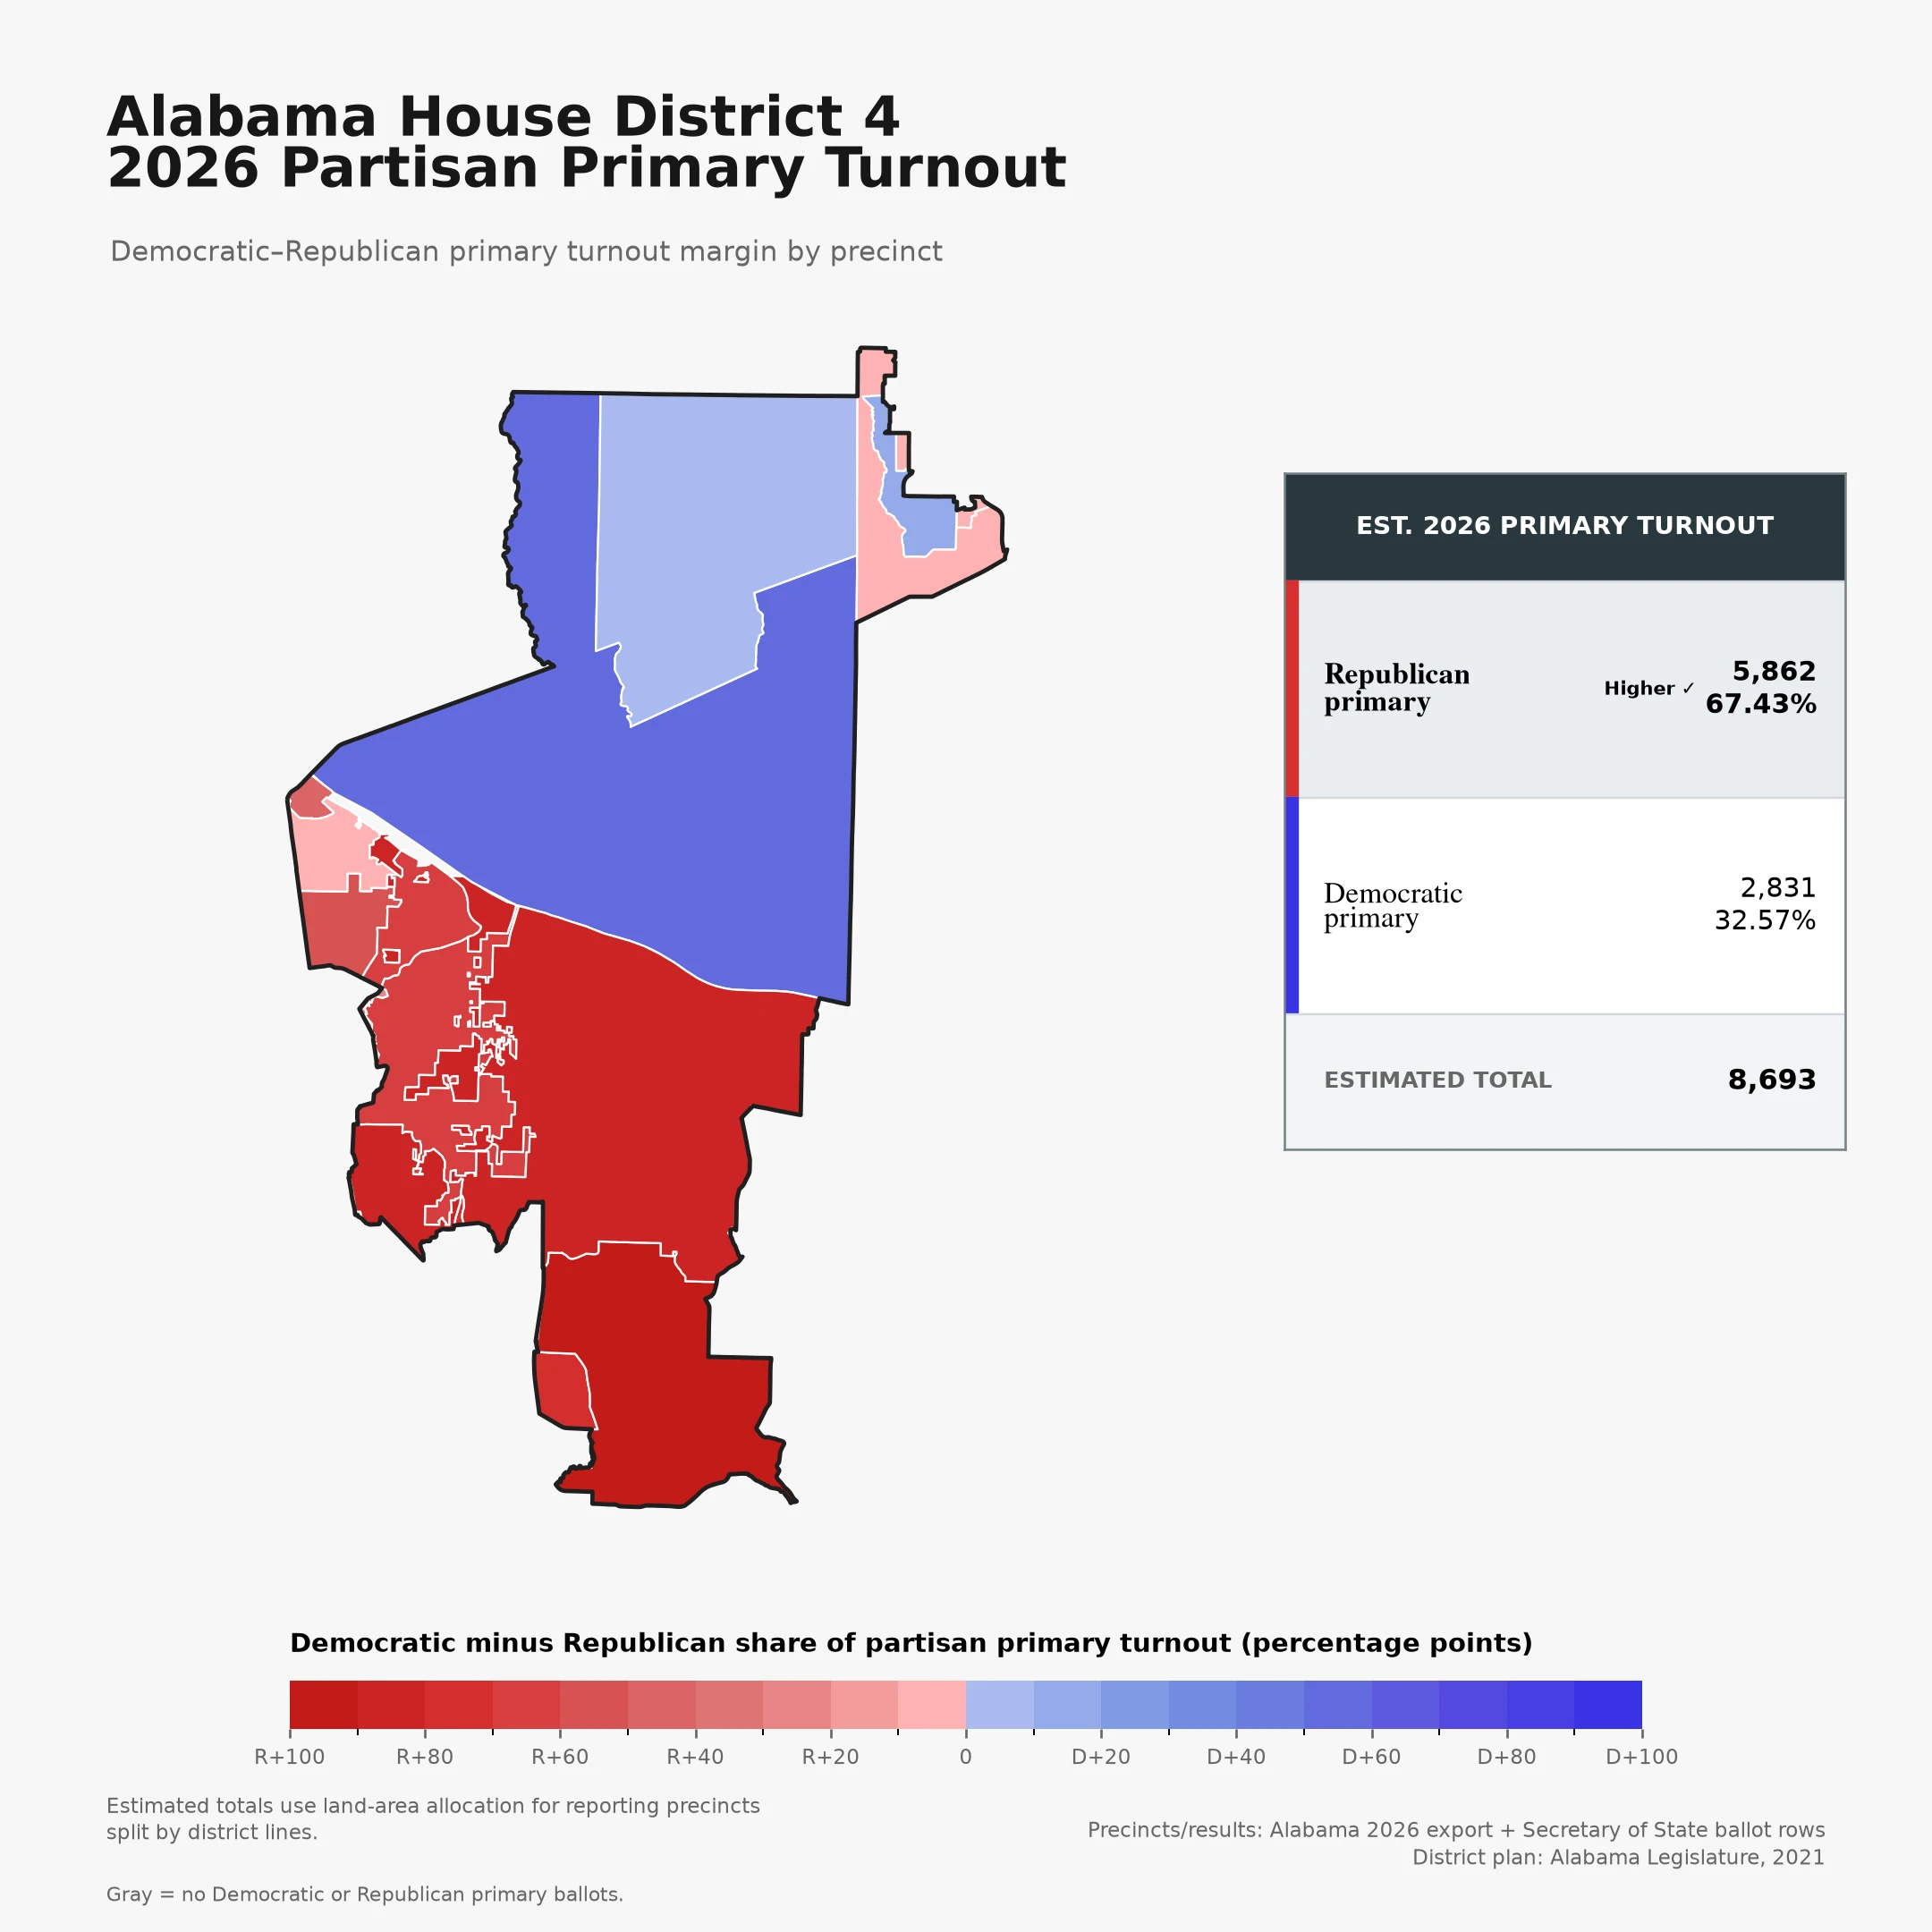 Alabama House District 4
2026 Partisan Primary Turnout
Democratic–Republican primary turnout margin by precinct
EST. 2026 PRIMARY TURNOUT
Republican
primary
Higher ✓
5,862
67.43%
Democratic
primary
2,831
32.57%
ESTIMATED TOTAL
8,693
Democratic minus Republican share of partisan primary turnout (percentage points)
R+100 R+80 R+60 R+40 R+20 0 D+20 D+40 D+60 D+80 D+100
Estimated totals use land-area allocation for reporting precincts
split by district lines.
Gray = no Democratic or Republican primary ballots.
Precincts/results: Alabama 2026 export + Secretary of State ballot rows
District plan: Alabama Legislature, 2021